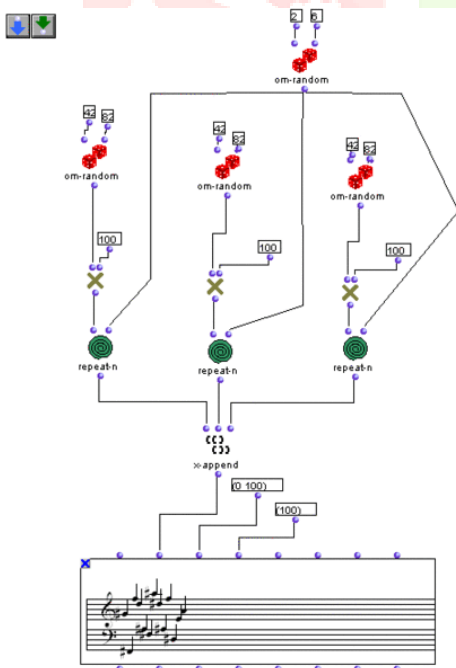 2 6
om-random
42 82
42 82
42 82
om-random
om-random
om-random
100
100
100
repeat-n
repeat-n
repeat-n
x-append
(0 100)
(100)